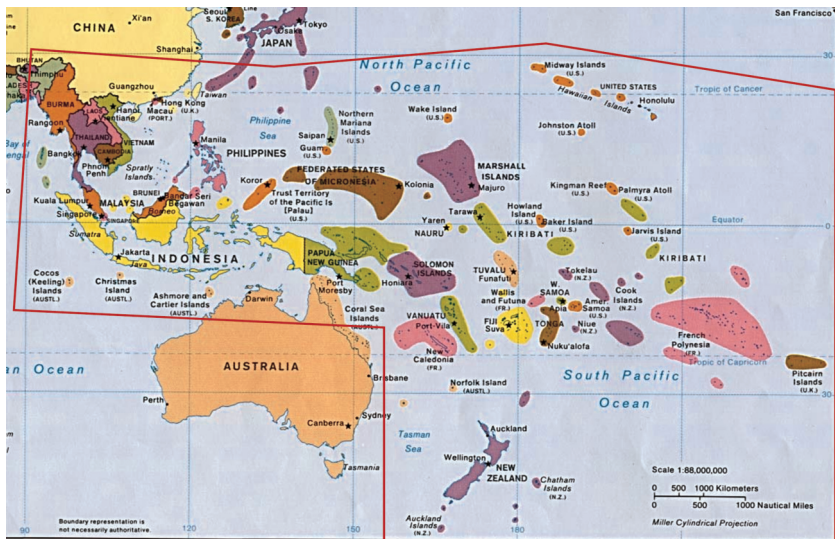 San Francisco
Xi'an
CHINA
Seoul
S. KOREA
Tokyo
Osaka
JAPAN
Shanghai
30
North Pacific
Ocean
BHUTAN
Thimphu
Midway Islands
(U.S.)
Hawaiian Islands
UNITED STATES
Honolulu
Tropic of Cancer
Guangzhou
Taiwan
Hong Kong
(U.K.)
Macau
(PORT.)
BURMA
Hanoi
LAOS
Vientiane
Rangoon
THAILAND
VIETNAM
Bangkok
CAMBODIA
Phnom
Penh
Spratly
Islands
Philippine
Sea
Manila
PHILIPPINES
Northern
Mariana
Islands
(U.S.)
Saipan
Guam
(U.S.)
Wake Island
(U.S.)
Johnston Atoll
(U.S.)
Bay of
engal
FEDERATED STATES
OF MICRONESIA
Kolonia
MARSHALL
ISLANDS
Majuro
Kingman Reef
(U.S.)
Palmyra Atoll
(U.S.)
Koror
Trust Territory
of the Pacific Is
[Palau]
(U.S.)
Kuala Lumpur
MALAYSIA
BRUNEI
Bandar Seri
Begawan
Singapore
SINGAPORE
Borneo
Sumatra
Tarawa
Howland
Island
(U.S.)
Baker Island
(U.S.)
Yaren
NAURU
KIRIBATI
Jarvis Island
(U.S.)
Equator
0
KIRIBATI
Jakarta
Java
INDONESIA
PAPUA
NEW GUINEA
Port
Moresby
SOLOMON
ISLANDS
Honiara
TUVALU
Funafuti
Tokelau
(N.Z.)
Cocos
(Keeling)
Islands
(AUSTL.)
Christmas
Island
(AUSTL.)
Ashmore and
Cartier Islands
(AUSTL.)
Darwin
Coral Sea
Islands
(AUSTL.)
Wallis
and Futuna
(FR.)
W.
SAMOA
Apia
Amer.
Samoa
(U.S.)
Cook
Islands
(N.Z.)
VANUATU
Port-Vila
FIJI
Suva
TONGA
Niue
(N.Z.)
Nuku'alofa
French
Polynesia
(FR.)
New
Caledonia
(FR.)
Tropic of Capricorn
Pitcairn
Islands
(U.K.)
an Ocean
AUSTRALIA
Brisbane
Norfolk Island
(AUSTL.)
South Pacific
Ocean
30
Perth
Sydney
Canberra
Tasman
Sea
Auckland
Wellington
NEW
ZEALAND
Chatham
Islands
(N.Z.)
Tasmania
Auckland
Islands
(N.Z.)
Scale 1:88,000,000
0 500 1000 Kilometers
0 500 1000 Nautical Miles
Miller Cylindrical Projection
Boundary representation is
not necessarily authoritative.
90
120
150
180